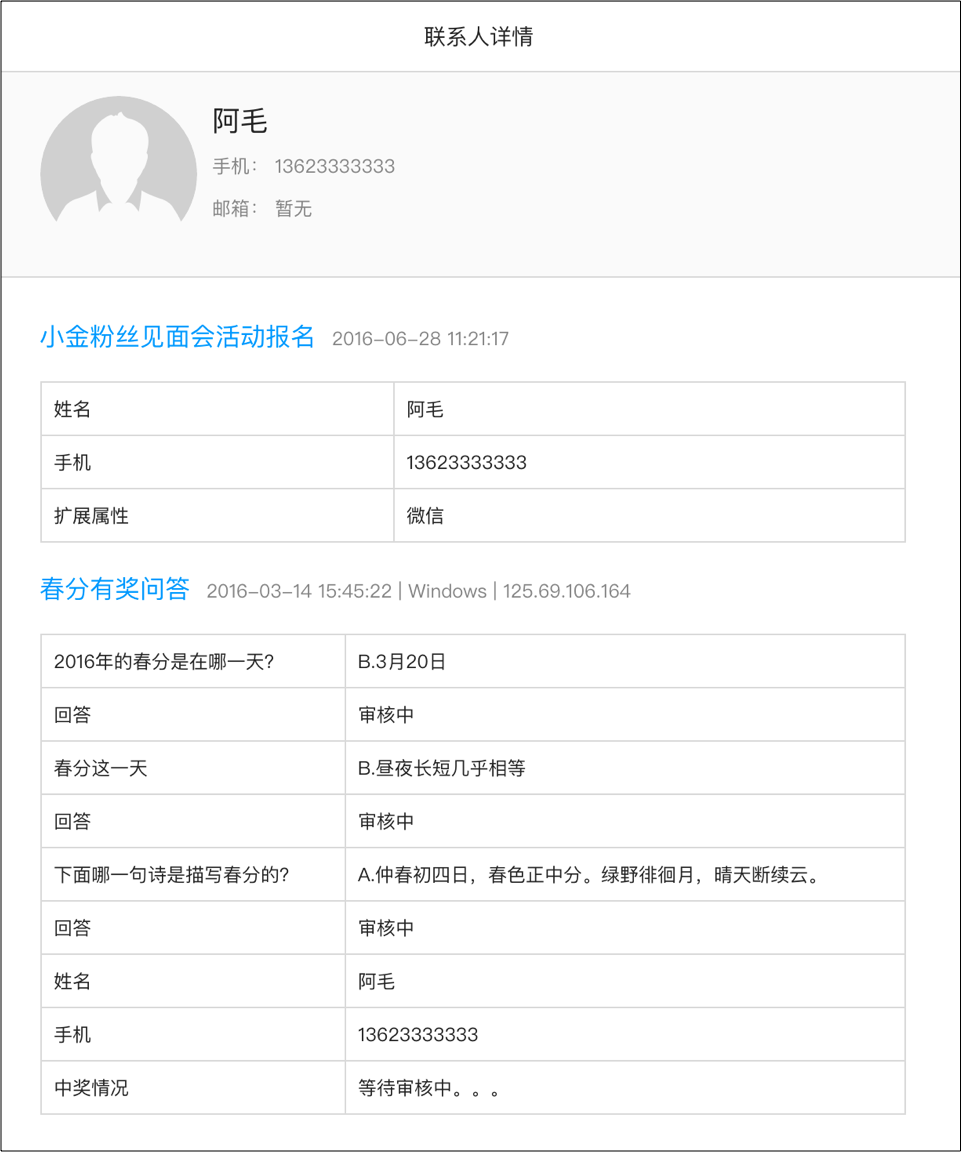 联系人详情
阿毛
手机： 13623333333
邮箱： 暂无
小金粉丝见面会活动报名 2016-06-28 11:21:17
姓名 阿毛
手机 13623333333
扩展属性 微信
春分有奖问答 2016-03-14 15:45:22 | Windows | 125.69.106.164
2016年的春分是在哪一天? B.3月20日
回答 审核中
春分这一天 B.昼夜长短几乎相等
回答 审核中
下面哪一句诗是描写春分的? A.仲春初四日，春色正中分。绿野徘徊月，晴天断续云。
回答 审核中
姓名 阿毛
手机 13623333333
中奖情况 等待审核中。。。